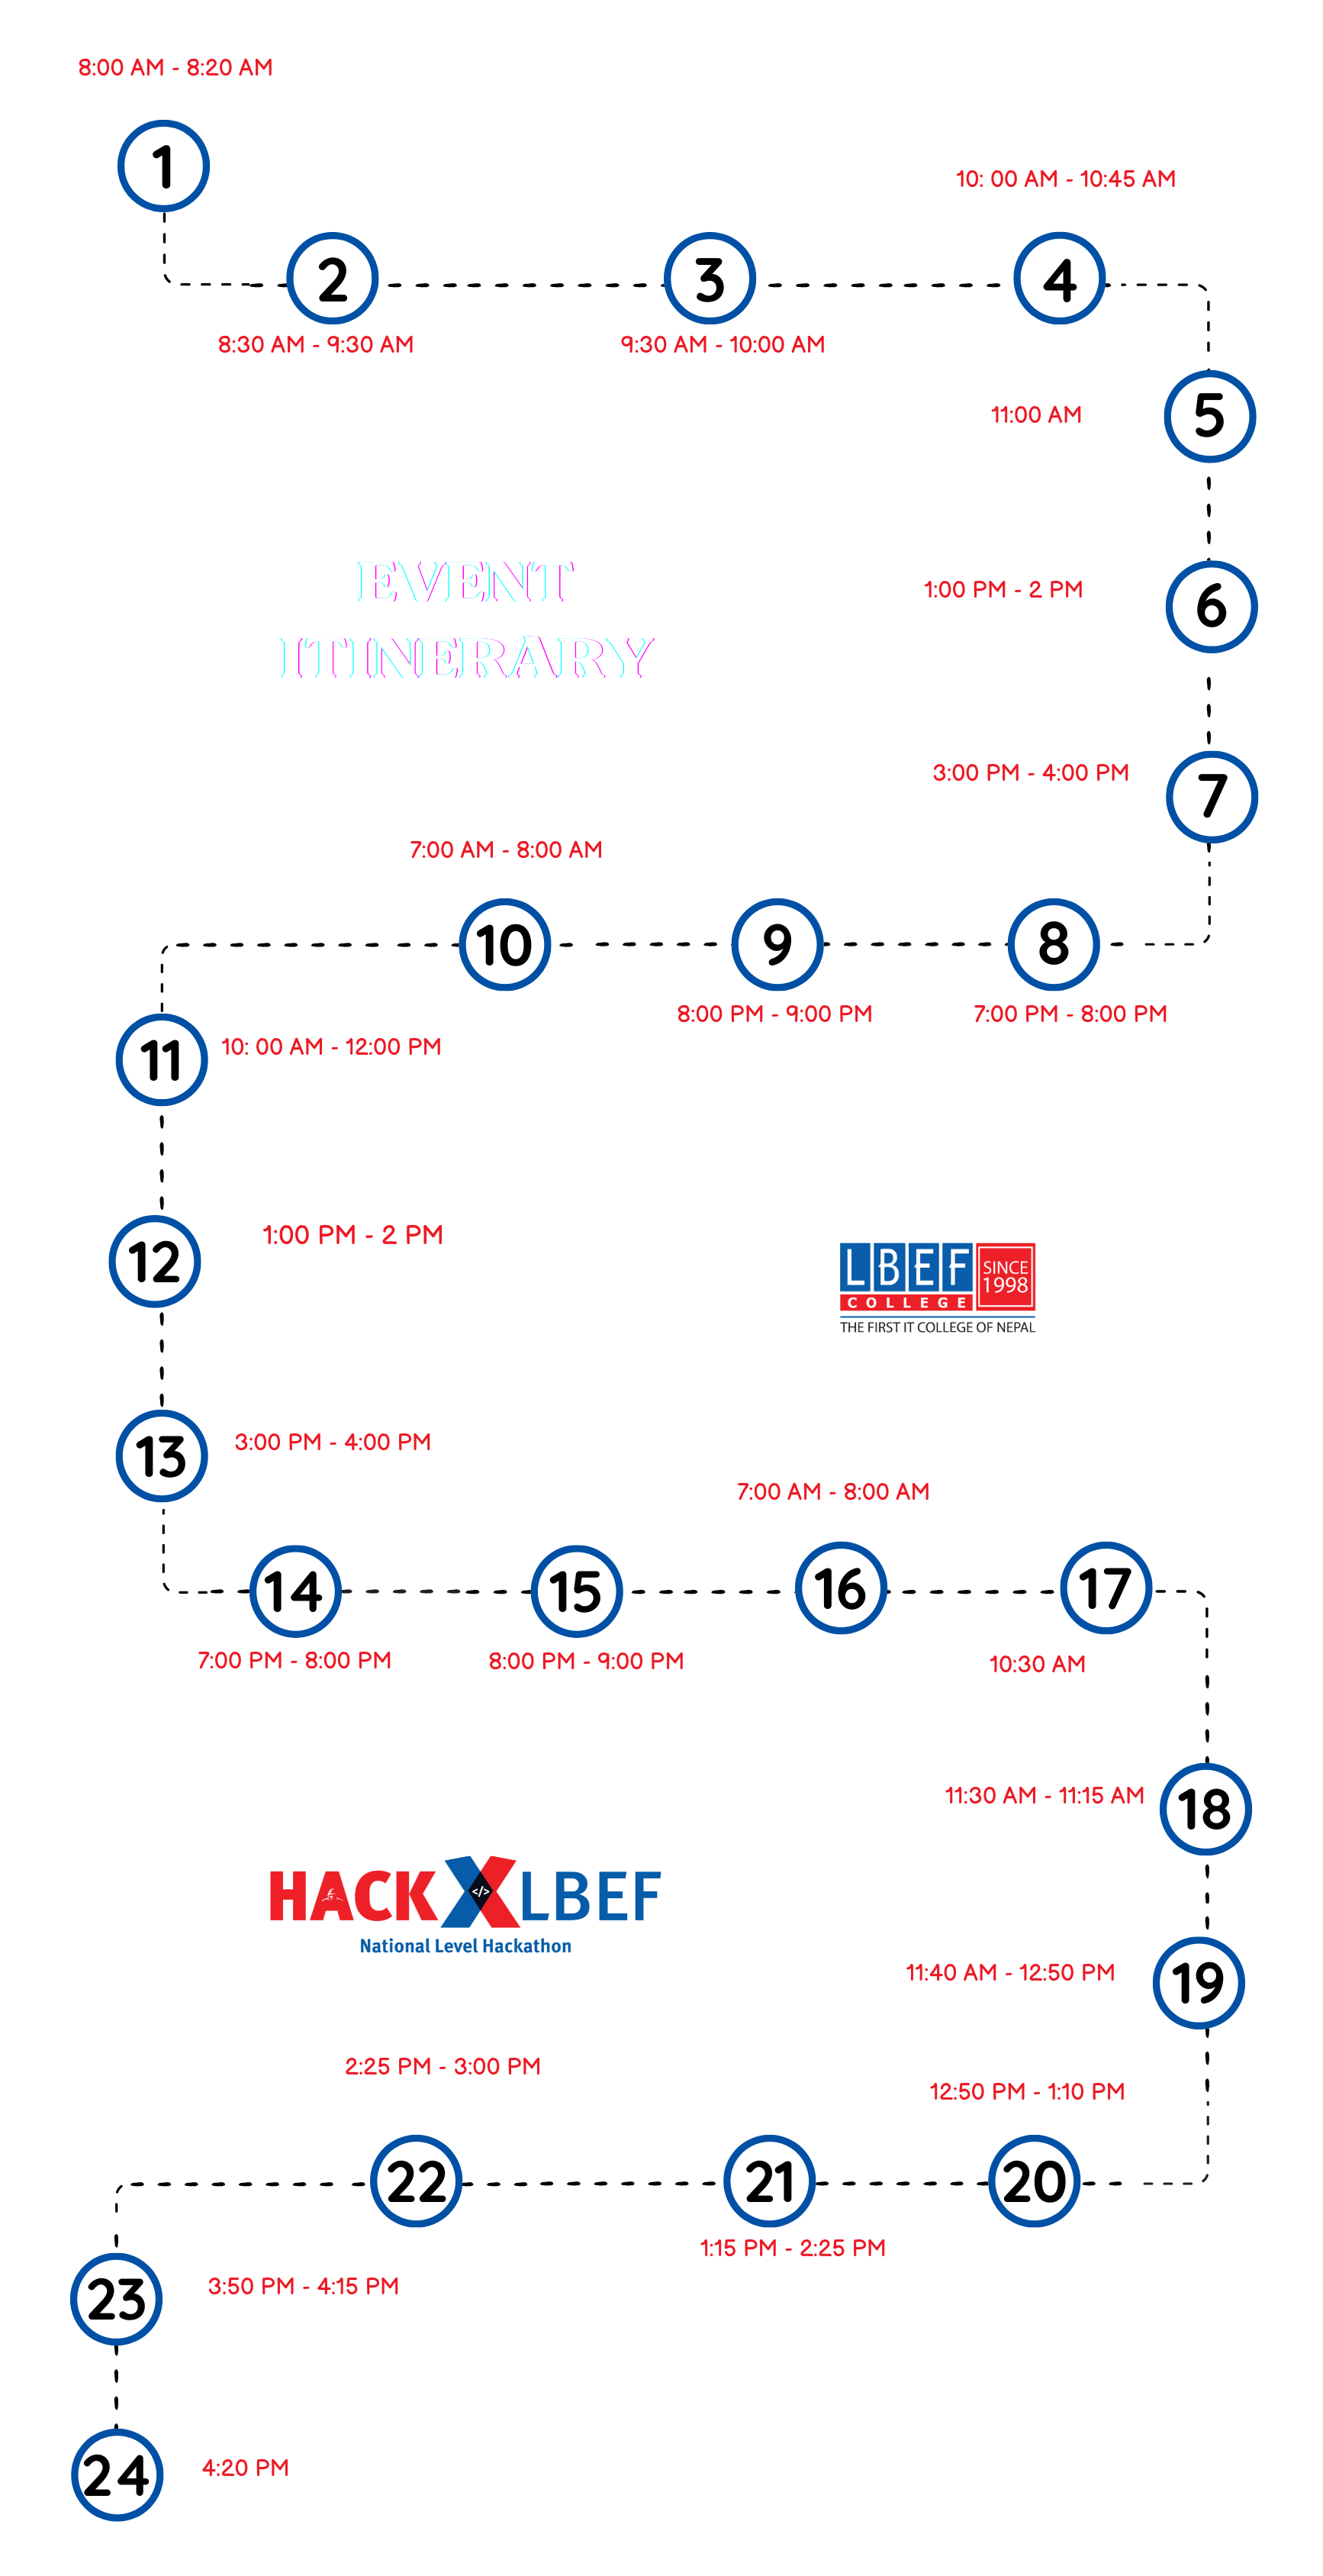 8:00 AM - 8:20 AM
1
2
8:30 AM - 9:30 AM
3
9:30 AM - 10:00 AM
10: 00 AM - 10:45 AM
4
11:00 AM
5
EVENT
ITINERARY
1:00 PM - 2 PM
6
3:00 PM - 4:00 PM
7
8
7:00 PM - 8:00 PM
9
8:00 PM - 9:00 PM
7:00 AM - 8:00 AM
10
11
10: 00 AM - 12:00 PM
12
1:00 PM - 2 PM
LBEF
COLLEGE
SINCE
1998
THE FIRST IT COLLEGE OF NEPAL
13
3:00 PM - 4:00 PM
14
7:00 PM - 8:00 PM
15
8:00 PM - 9:00 PM
7:00 AM - 8:00 AM
16
17
10:30 AM
11:30 AM - 11:15 AM
18
HACKXLBEF
</>
National Level Hackathon
11:40 AM - 12:50 PM
19
12:50 PM - 1:10 PM
20
21
1:15 PM - 2:25 PM
2:25 PM - 3:00 PM
22
23
3:50 PM - 4:15 PM
24
4:20 PM